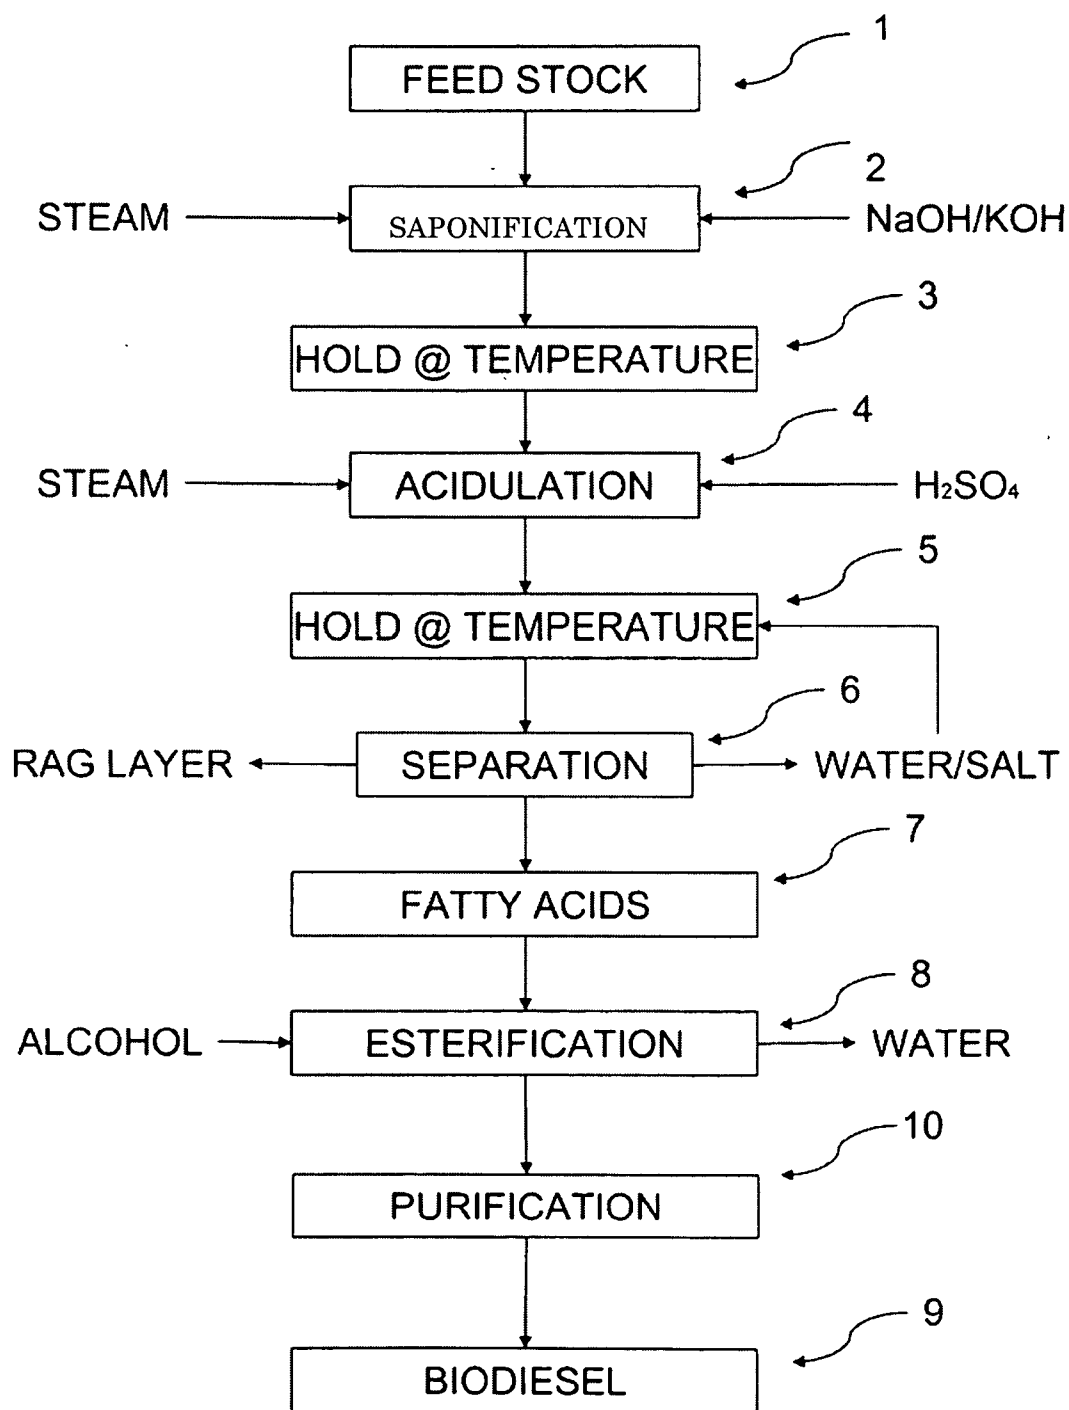 1
FEED STOCK
2
STEAM
SAPONIFICATION
NaOH/KOH
3
HOLD @ TEMPERATURE
4
STEAM
ACIDULATION
H₂SO₄
5
HOLD @ TEMPERATURE
6
RAG LAYER
SEPARATION
WATER/SALT
7
FATTY ACIDS
8
ALCOHOL
ESTERIFICATION
WATER
10
PURIFICATION
9
BIODIESEL